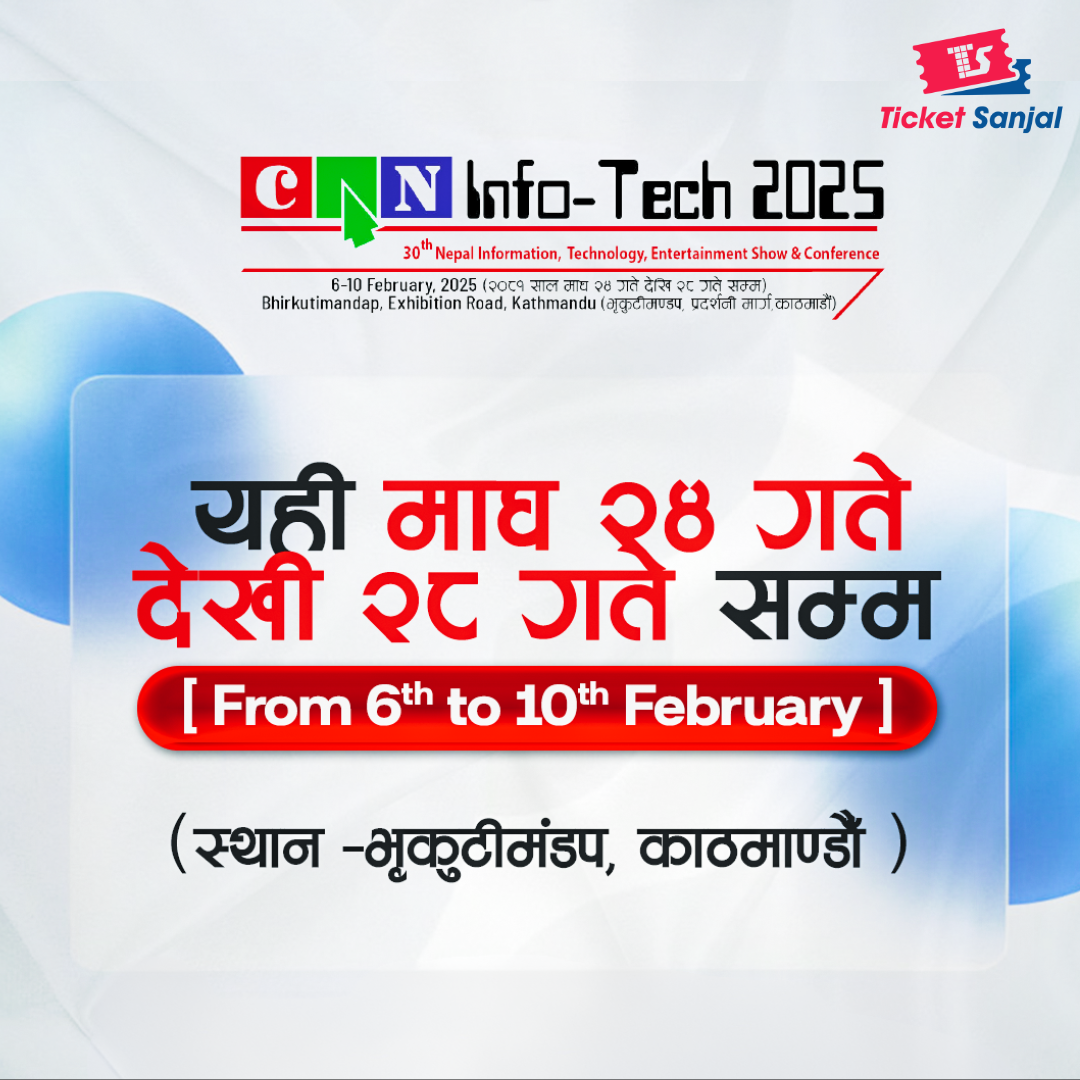 TS
Ticket Sanjal
CAN Info-Tech 2025
30th Nepal Information, Technology, Entertainment Show & Conference
6-10 February, 2025 (२०८१ साल माघ २४ गते देखि २८ गते सम्म)
Bhirkutimandap, Exhibition Road, Kathmandu (भृकुटीमण्डप, प्रदर्शनी मार्ग,काठमाडौं)
यही माघ २४ गते
देखी २८ गते सम्म
[ From 6th to 10th February ]
(स्थान -भृकुटीमंडप, काठमाण्डौं )